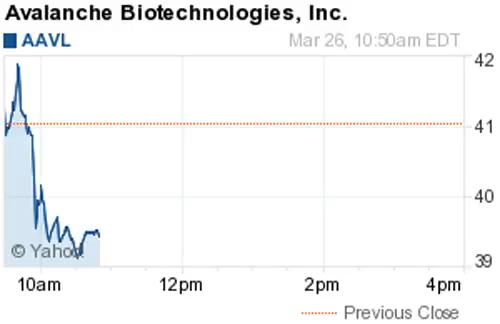 Avalanche Biotechnologies, Inc.
AAVL Mar 26, 10:50am EDT
42
41
40
39
© Yahoo!
10am 12pm 2pm 4pm
Previous Close